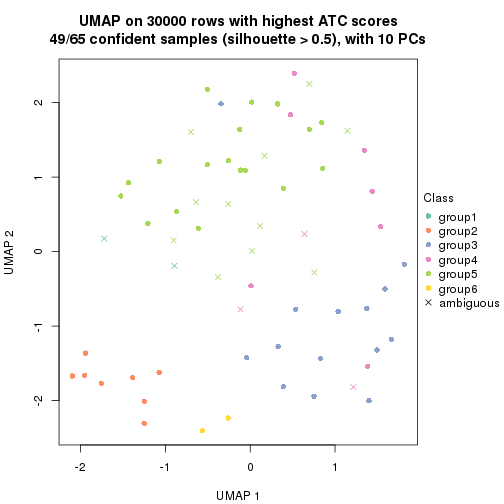 UMAP on 30000 rows with highest ATC scores
49/65 confident samples (silhouette > 0.5), with 10 PCs
UMAP 2
2
1
0
-1
-2
-2
-1
0
1
UMAP 1
Class
group1
group2
group3
group4
group5
group6
ambiguous